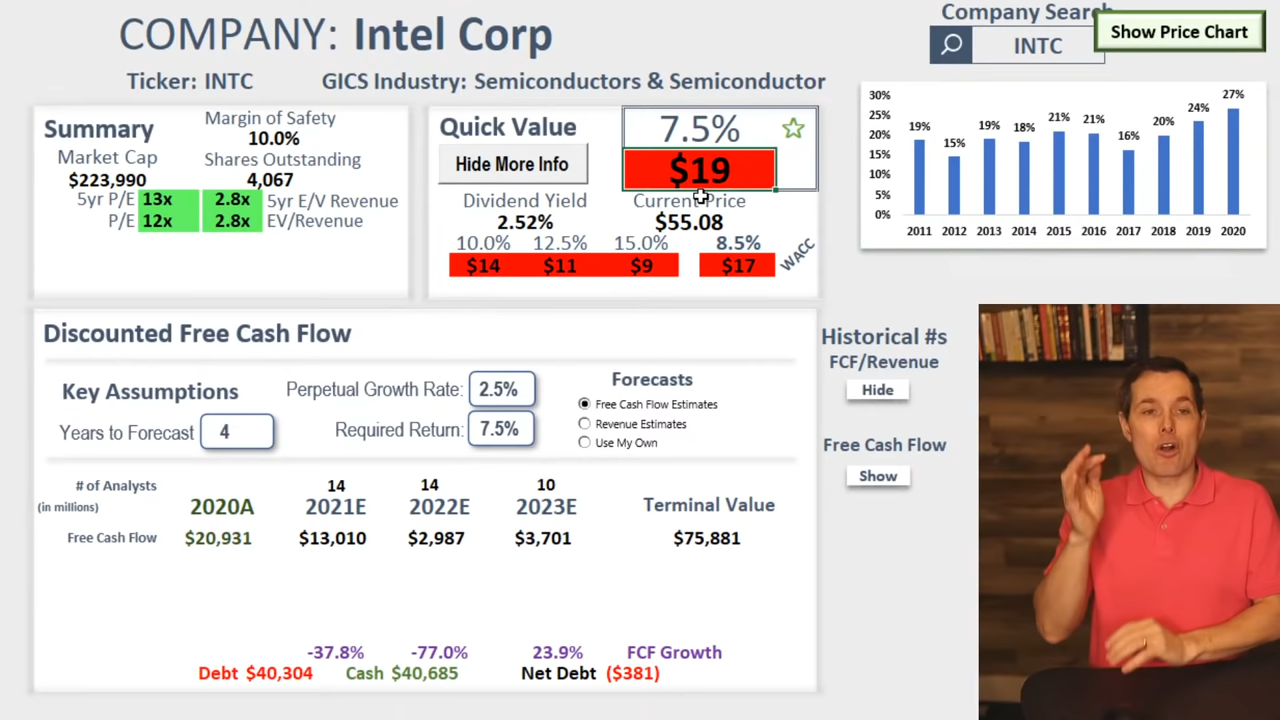 COMPANY: Intel Corp
Ticker: INTC
GICS Industry: Semiconductors & Semiconductor
Company Search
INTC
Show Price Chart
Summary
Margin of Safety
10.0%
Market Cap
$223,990
Shares Outstanding
4,067
5yr P/E 13x 2.8x 5yr E/V Revenue
P/E 12x 2.8x EV/Revenue
Quick Value
7.5%
Hide More Info
$19
Dividend Yield
2.52%
Current Price
$55.08
10.0% 12.5% 15.0% 8.5%
$14 $11 $9 $17
WACC
30%
25%
20%
15%
10%
5%
0%
19% 15% 19% 18% 21% 21% 16% 20% 24% 27%
2011 2012 2013 2014 2015 2016 2017 2018 2019 2020
Discounted Free Cash Flow
Key Assumptions
Years to Forecast 4
Perpetual Growth Rate: 2.5%
Required Return: 7.5%
Forecasts
Free Cash Flow Estimates
Revenue Estimates
Use My Own
Historical #s
FCF/Revenue
Hide
Free Cash Flow
Show
# of Analysts 14 14 10
(in millions) 2020A 2021E 2022E 2023E Terminal Value
Free Cash Flow $20,931 $13,010 $2,987 $3,701 $75,881
-37.8% -77.0% 23.9% FCF Growth
Debt $40,304 Cash $40,685 Net Debt ($381)